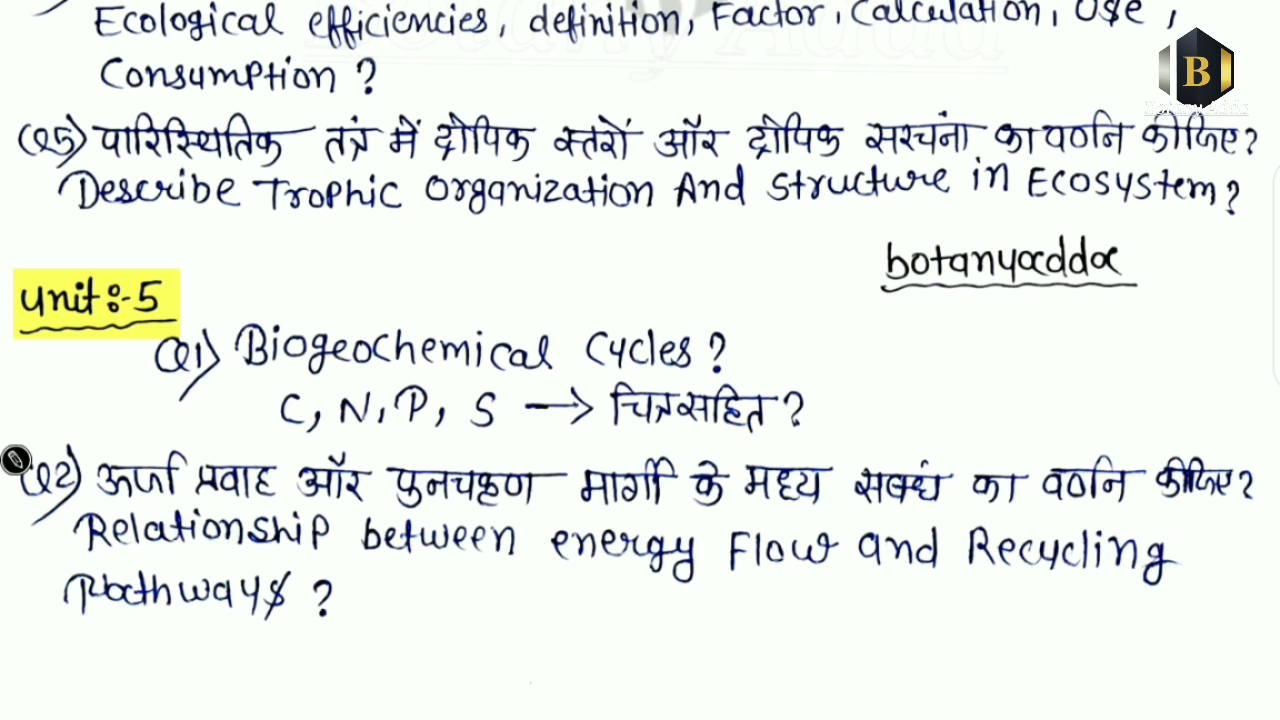 Ecological efficiencies, definition, Factor, Calculation, Use,
Consumption ?
B
Q5) पारिस्थितिक तंत्र में ट्रोपिक स्तरों और ट्रोपिक सरचंना का वर्णन कीजिए?
Describe Trophic Organization And structure in Ecosystem?
botanyadda
Unit:-5
Q1) Biogeochemical Cycles?
C, N, P, S → चित्रसहित?
Q2) ऊर्जा प्रवाह और पुनचक्रण मार्गो के मध्य सबधं का वर्णन कीजिए?
Relationship between energy Flow and Recycling
Pathways ?